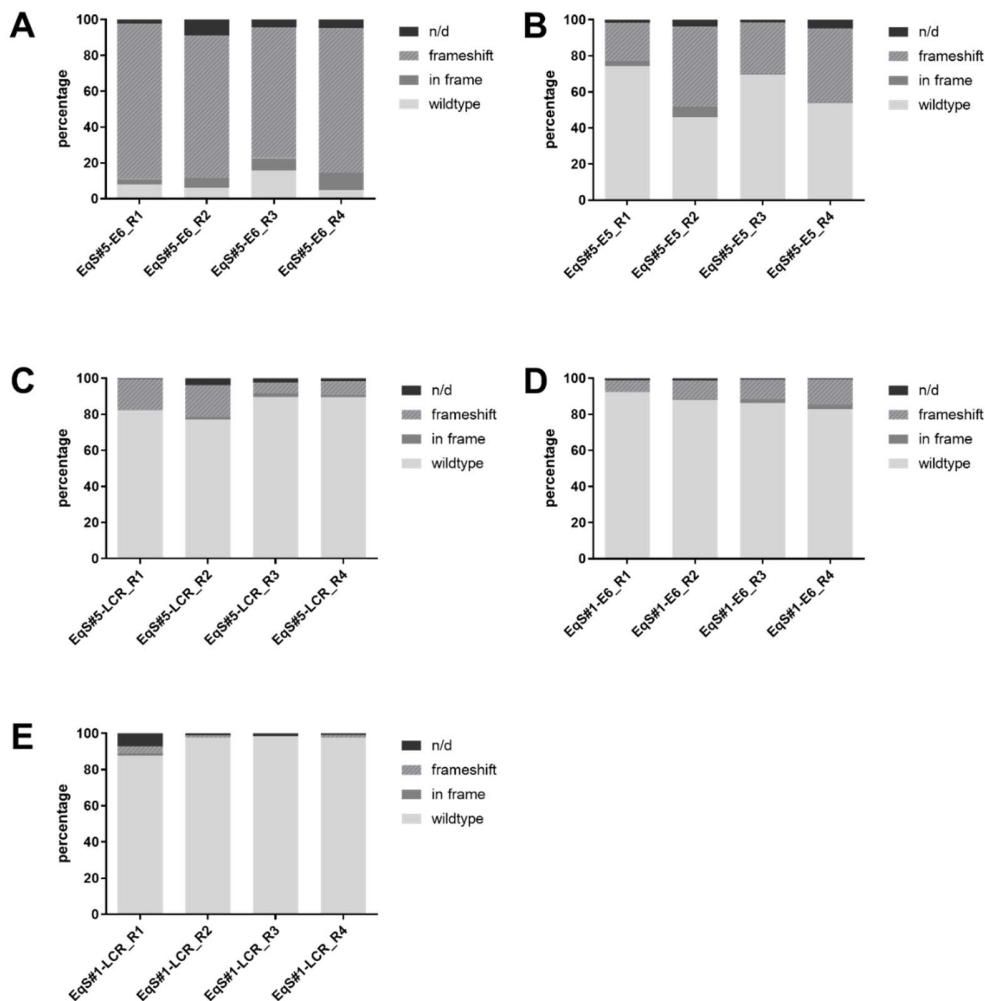 A
percentage
100
80
60
40
20
0
EqS#5-E6_R1
EqS#5-E6_R2
EqS#5-E6_R3
EqS#5-E6_R4
n/d
frameshift
in frame
wildtype
B
percentage
100
80
60
40
20
0
EqS#5-E5_R1
EqS#5-E5_R2
EqS#5-E5_R3
EqS#5-E5_R4
n/d
frameshift
in frame
wildtype
C
percentage
100
80
60
40
20
0
EqS#5-LCR_R1
EqS#5-LCR_R2
EqS#5-LCR_R3
EqS#5-LCR_R4
n/d
frameshift
in frame
wildtype
D
percentage
100
80
60
40
20
0
EqS#1-E6_R1
EqS#1-E6_R2
EqS#1-E6_R3
EqS#1-E6_R4
n/d
frameshift
in frame
wildtype
E
percentage
100
80
60
40
20
0
EqS#1-LCR_R1
EqS#1-LCR_R2
EqS#1-LCR_R3
EqS#1-LCR_R4
n/d
frameshift
in frame
wildtype